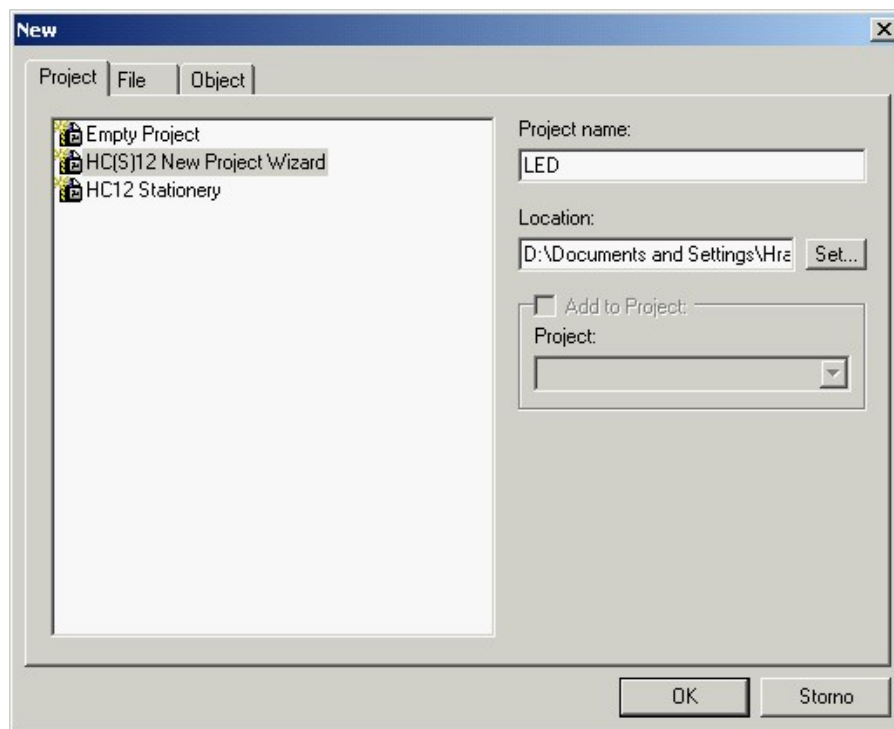 New
Project
File
Object
Empty Project
HC(S)12 New Project Wizard
HC12 Stationery
Project name:
LED
Location:
D:\Documents and Settings\Hra
Set...
Add to Project:
Project:
OK
Storno